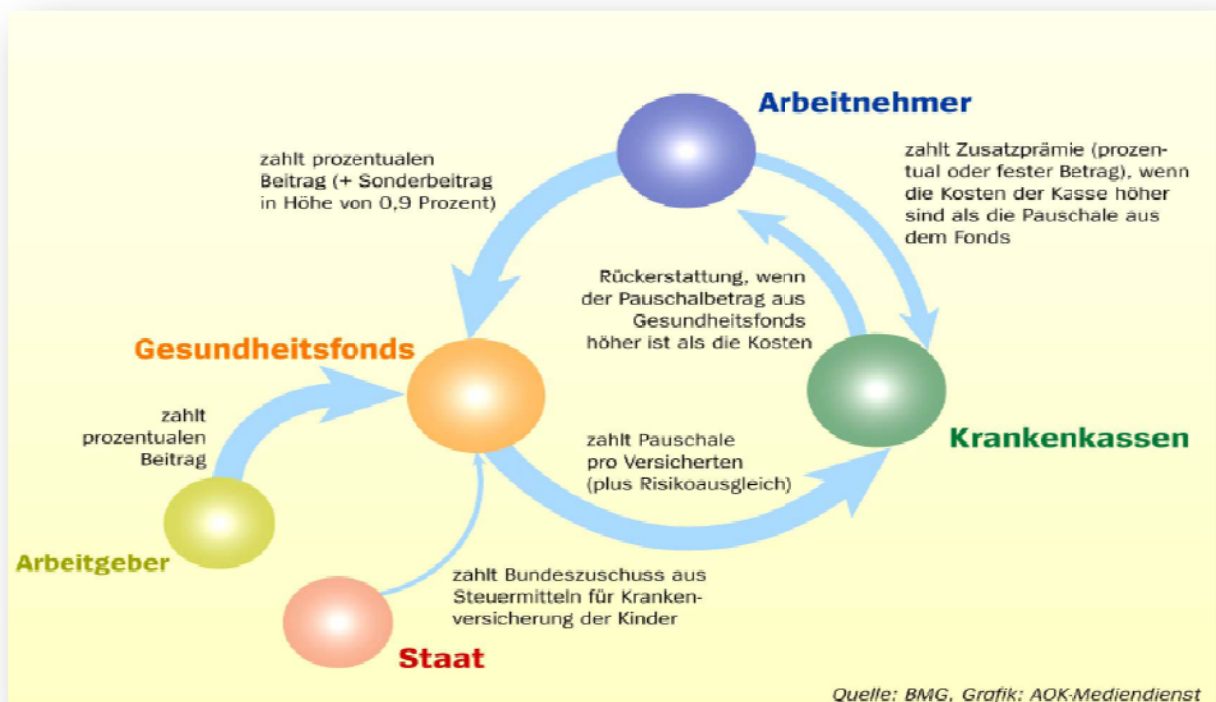 Arbeitnehmer
zahlt prozentualen
Beitrag (+ Sonderbeitrag
in Höhe von 0,9 Prozent)
zahlt Zusatzprämie (prozen-
tual oder fester Betrag), wenn
die Kosten der Kasse höher
sind als die Pauschale aus
dem Fonds
Rückerstattung, wenn
der Pauschalbetrag aus
Gesundheitsfonds
höher ist als die Kosten
Gesundheitsfonds
zahlt
prozentualen
Beitrag
Krankenkassen
zahlt Pauschale
pro Versicherten
(plus Risikoausgleich)
Arbeitgeber
zahlt Bundeszuschuss aus
Steuermitteln für Kranken-
versicherung der Kinder
Staat
Quelle: BMG, Grafik: AOK-Mediendienst